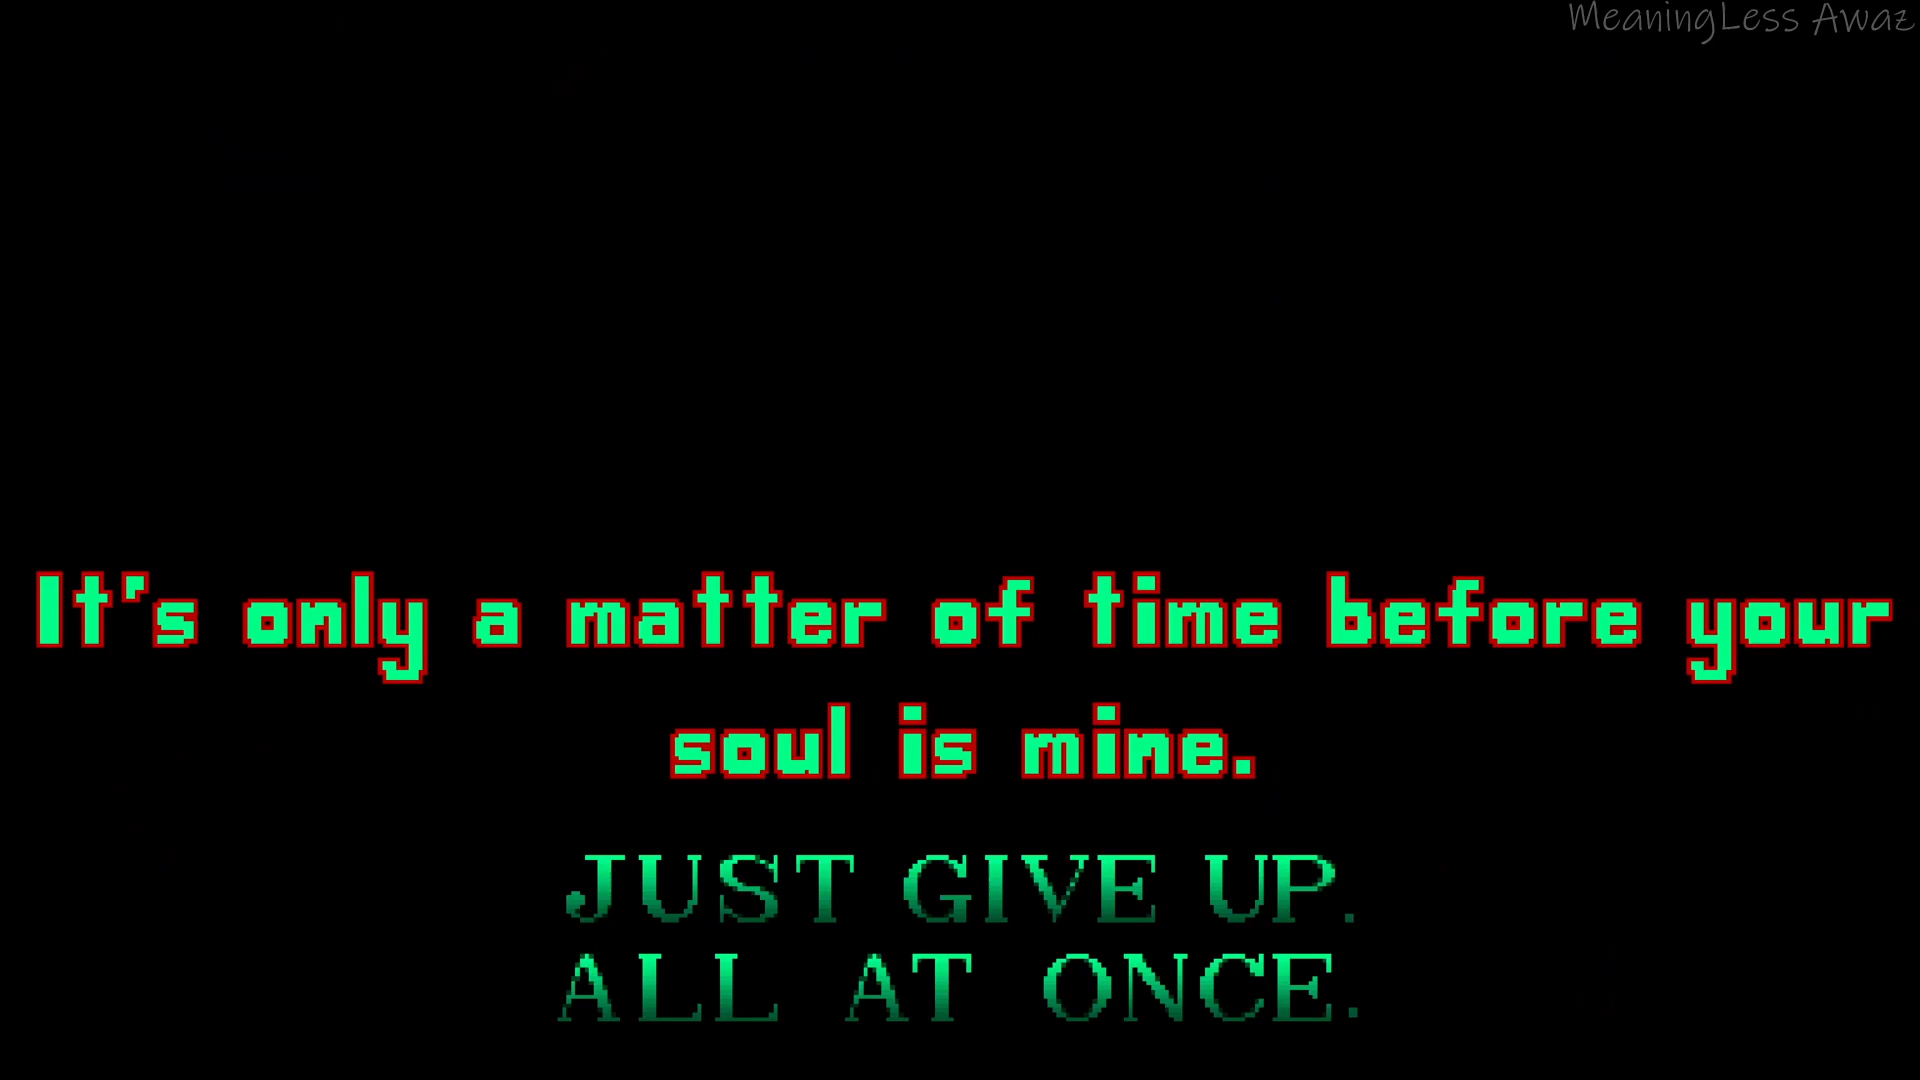 MeaningLess Awaz
It's only a matter of time before your
soul is mine.
JUST GIVE UP.
ALL AT ONCE.